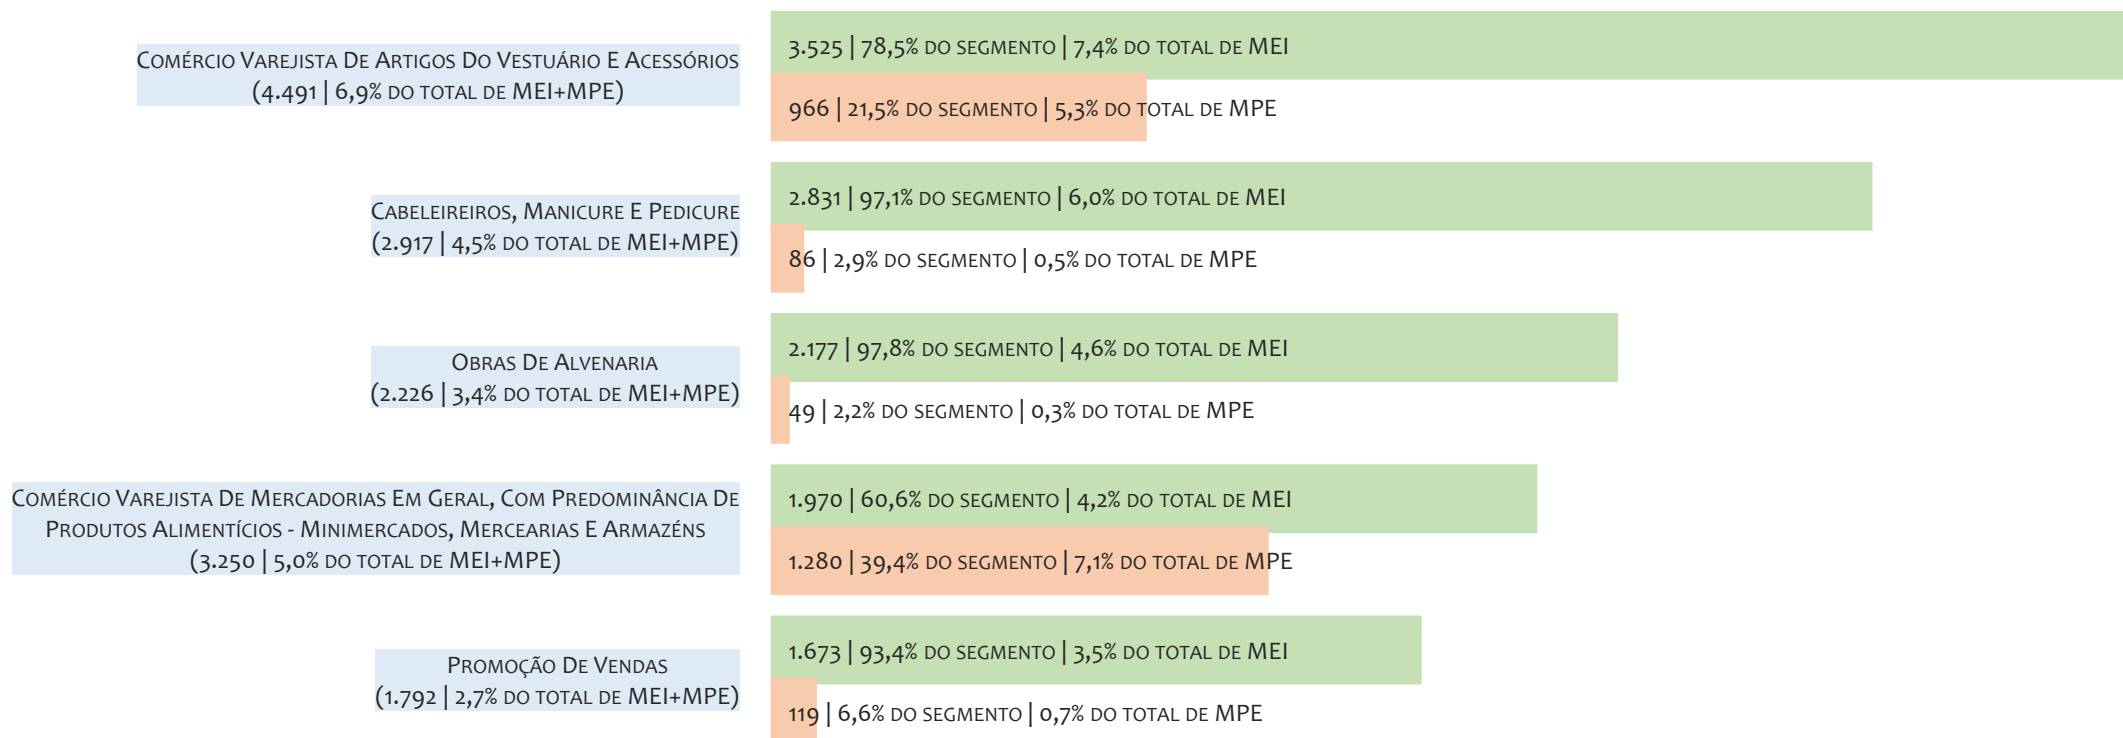 Comércio Varejista De Artigos Do Vestuário E Acessórios
(4.491 | 6,9% do total de MEI+MPE)
3.525 | 78,5% do segmento | 7,4% do total de MEI
966 | 21,5% do segmento | 5,3% do total de MPE
Cabeleireiros, Manicure E Pedicure
(2.917 | 4,5% do total de MEI+MPE)
2.831 | 97,1% do segmento | 6,0% do total de MEI
86 | 2,9% do segmento | 0,5% do total de MPE
Obras De Alvenaria
(2.226 | 3,4% do total de MEI+MPE)
2.177 | 97,8% do segmento | 4,6% do total de MEI
49 | 2,2% do segmento | 0,3% do total de MPE
Comércio Varejista De Mercadorias Em Geral, Com Predominância De
Produtos Alimentícios - Minimercados, Mercearias E Armazéns
(3.250 | 5,0% do total de MEI+MPE)
1.970 | 60,6% do segmento | 4,2% do total de MEI
1.280 | 39,4% do segmento | 7,1% do total de MPE
Promoção De Vendas
(1.792 | 2,7% do total de MEI+MPE)
1.673 | 93,4% do segmento | 3,5% do total de MEI
119 | 6,6% do segmento | 0,7% do total de MPE